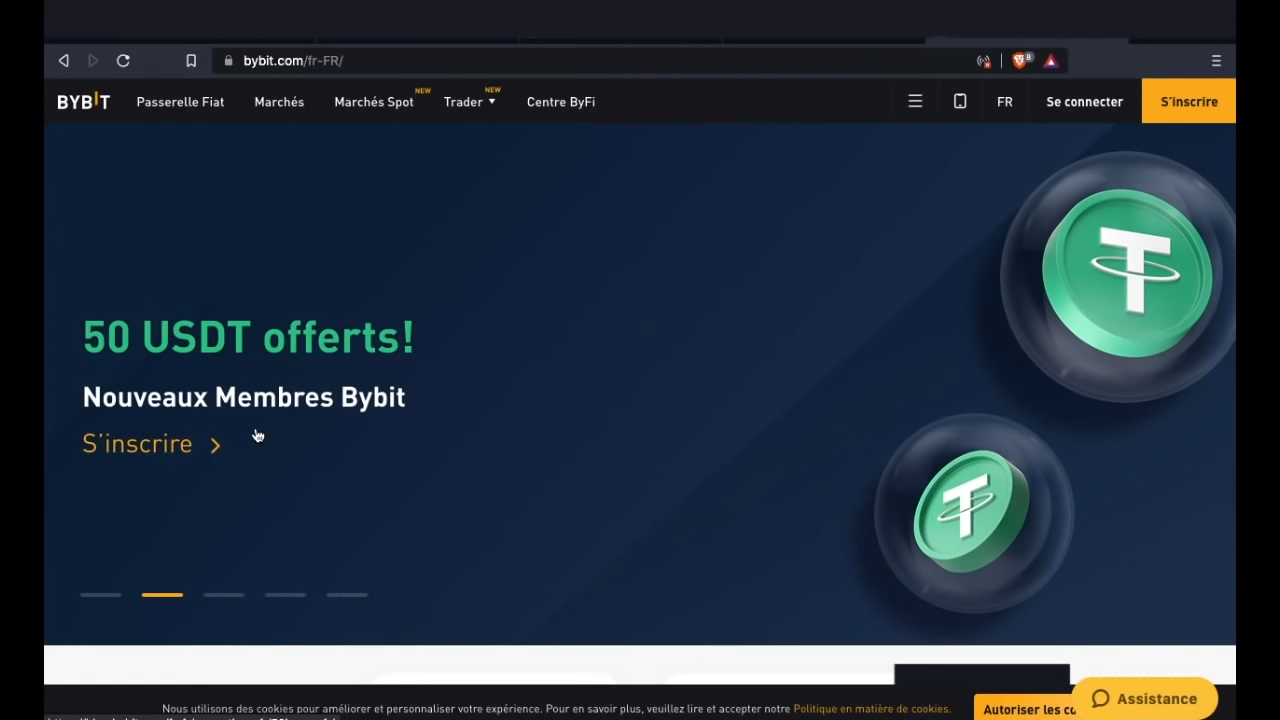 bybit.com/fr-FR/
8
BYBIT
Passerelle Fiat
Marchés
Marchés Spot NEW
Trader NEW
Centre ByFi
FR
Se connecter
S'inscrire
50 USDT offerts!
Nouveaux Membres Bybit
S'inscrire
Nous utilisons des cookies pour améliorer et personnaliser votre expérience. Pour en savoir plus, veuillez lire et accepter notre Politique en matière de cookies.
Autoriser les co
Assistance